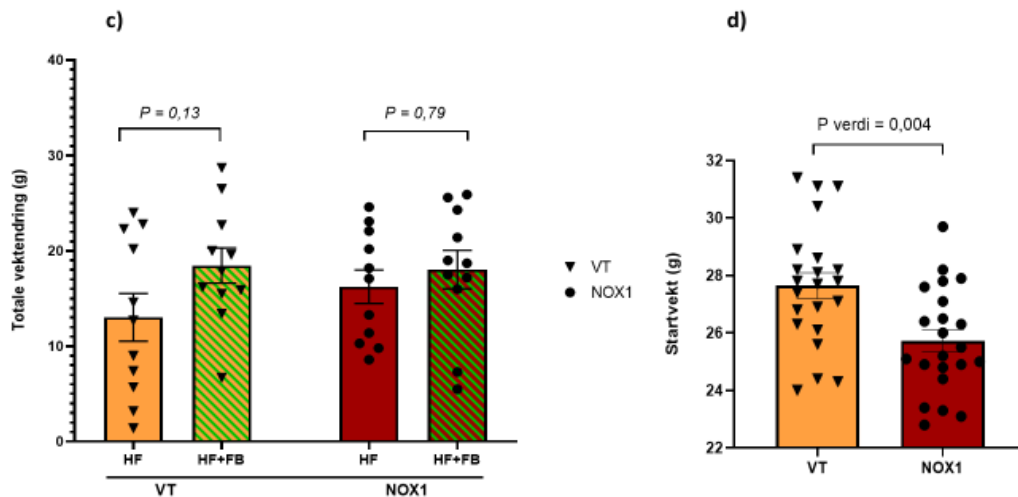 c)
Totale vektendring (g)
40
30
20
10
0
P = 0,13
P = 0,79
HF
HF+FB
HF
HF+FB
VT
NOX1
VT
NOX1
d)
P verdi = 0,004
Startvekt (g)
32
30
28
26
24
22
VT
NOX1